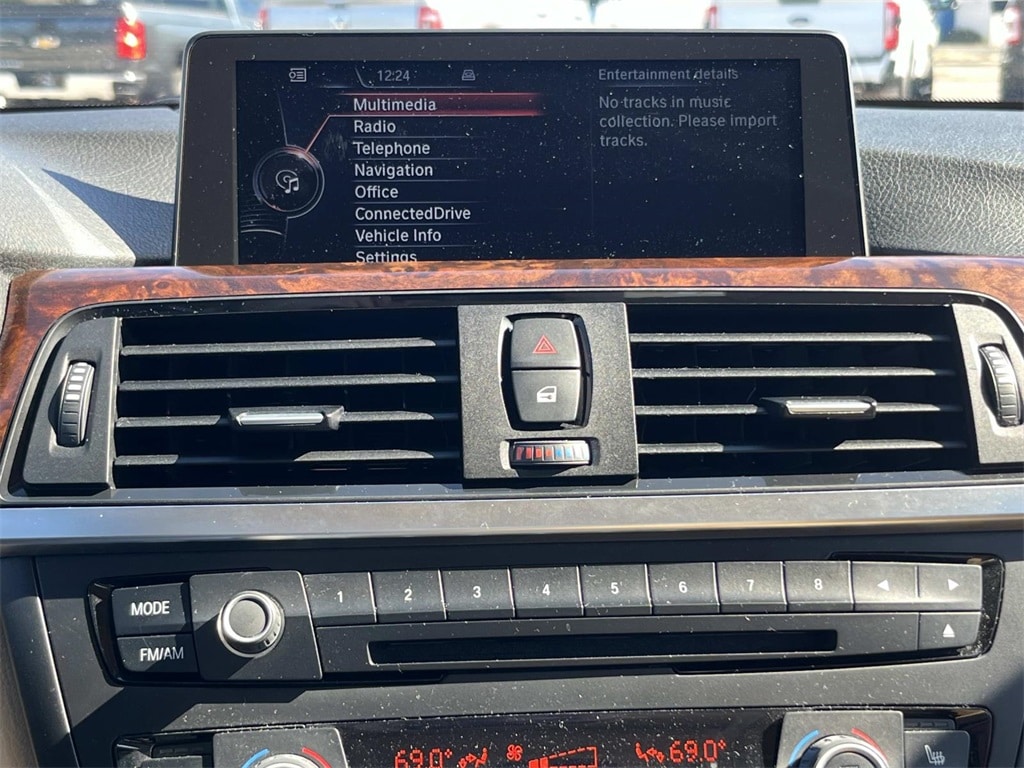 12:24
Entertainment details
Multimedia
Radio
Telephone
Navigation
Office
ConnectedDrive
Vehicle Info
Settings
No tracks in music
collection. Please import
tracks.
MODE
FM/AM
1 2 3 4 5 6 7 8
69.0° 69.0°